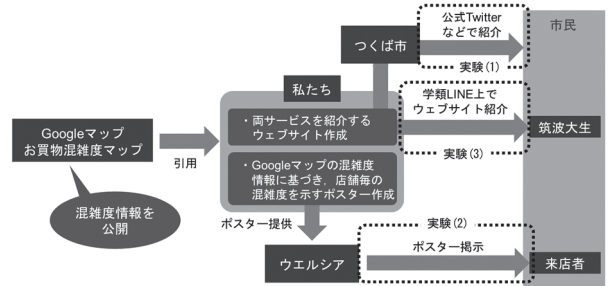 公式Twitter
などで紹介
市民
つくば市
実験(1)
私たち
学類LINE上で
ウェブサイト紹介
・両サービスを紹介する
ウェブサイト作成
Googleマップ
お買物混雑度マップ
引用
筑波大生
実験(3)
・Googleマップの混雑度
情報に基づき，店舗毎の
混雑度を示すポスター作成
混雑度情報を
公開
ポスター提供
実験(2)
ポスター掲示
ウエルシア
来店者